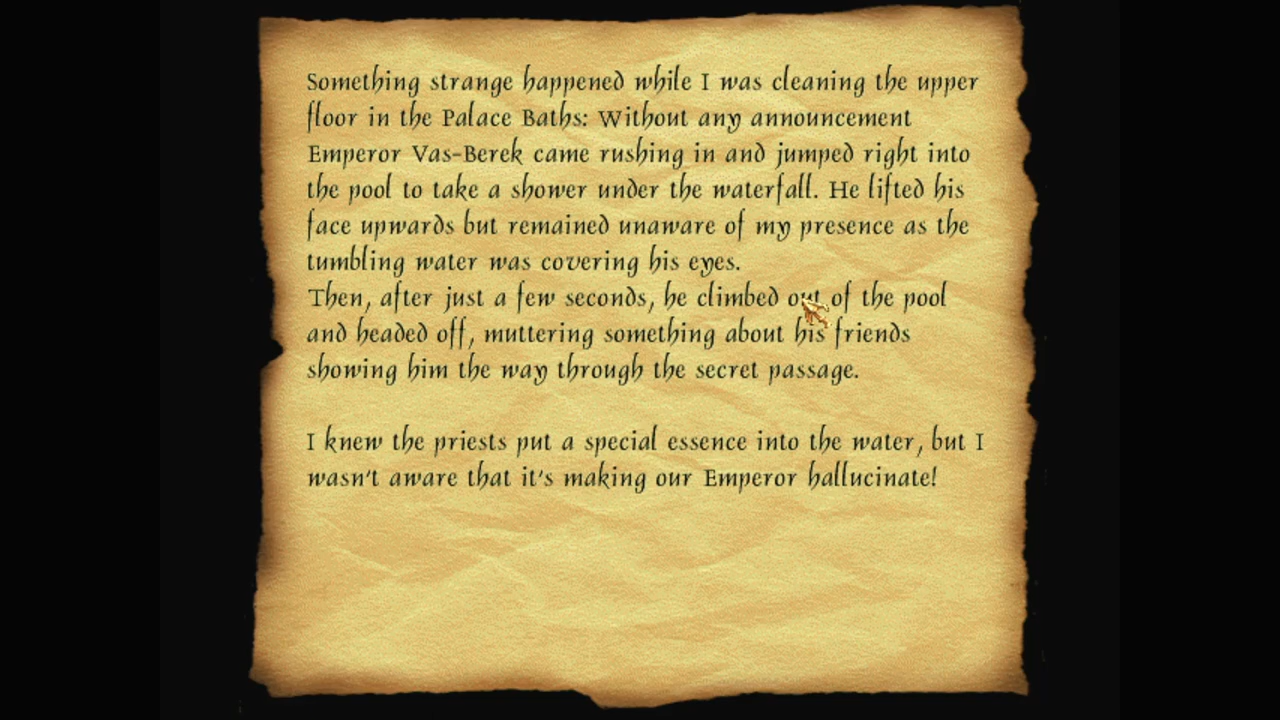 Something strange happened while I was cleaning the upper
floor in the Palace Baths: Without any announcement
Emperor Vas-Berek came rushing in and jumped right into
the pool to take a shower under the waterfall. He lifted his
face upwards but remained unaware of my presence as the
tumbling water was covering his eyes.
Then, after just a few seconds, he climbed out of the pool
and headed off, muttering something about his friends
showing him the way through the secret passage.
I knew the priests put a special essence into the water, but I
wasn't aware that it's making our Emperor hallucinate!